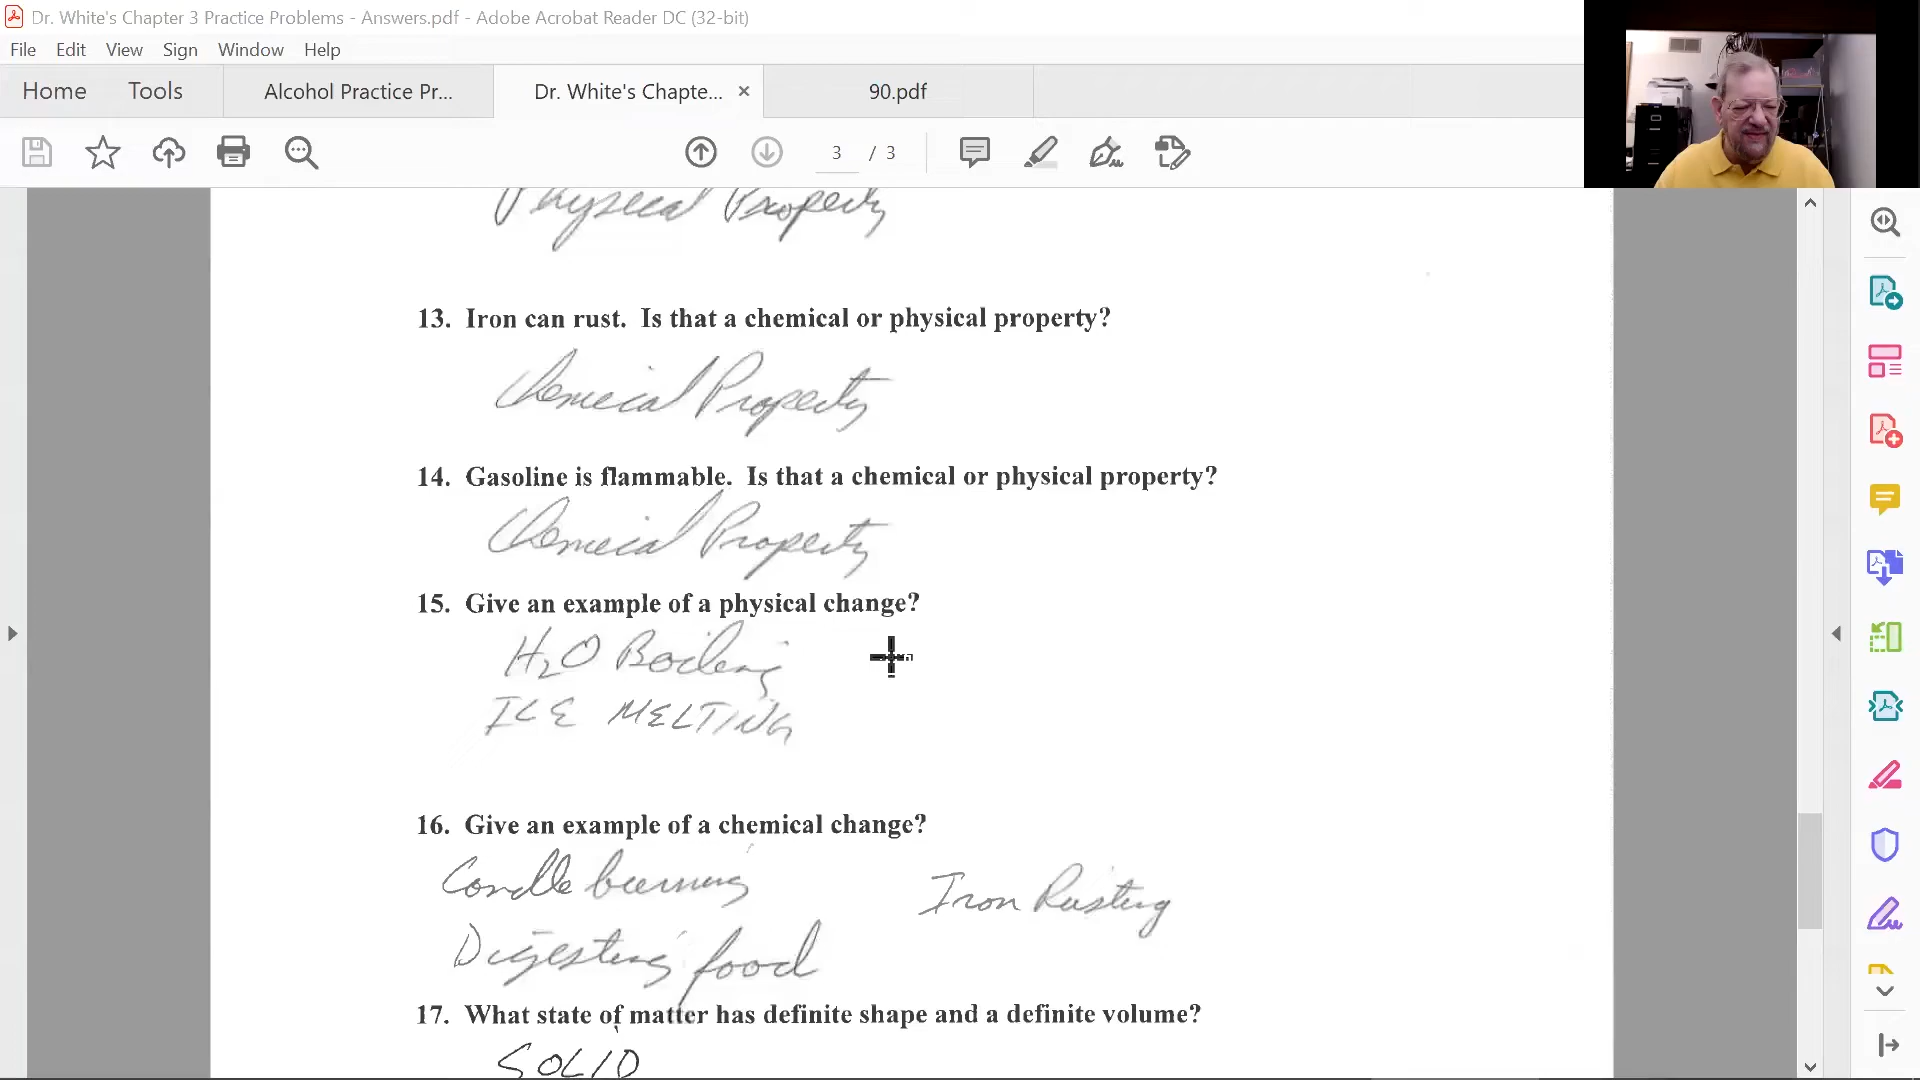 Dr. White's Chapter 3 Practice Problems - Answers.pdf - Adobe Acrobat Reader DC (32-bit)
File Edit View Sign Window Help
Home Tools Alcohol Practice Pr... Dr. White's Chapte... × 90.pdf
3 / 3
Physical Property
13. Iron can rust. Is that a chemical or physical property?
Chemical Property
14. Gasoline is flammable. Is that a chemical or physical property?
Chemical Property
15. Give an example of a physical change?
H₂O Boiling
ICE MELTING
16. Give an example of a chemical change?
Candle burning Iron Rusting
Digesting food
17. What state of matter has definite shape and a definite volume?
SOLID